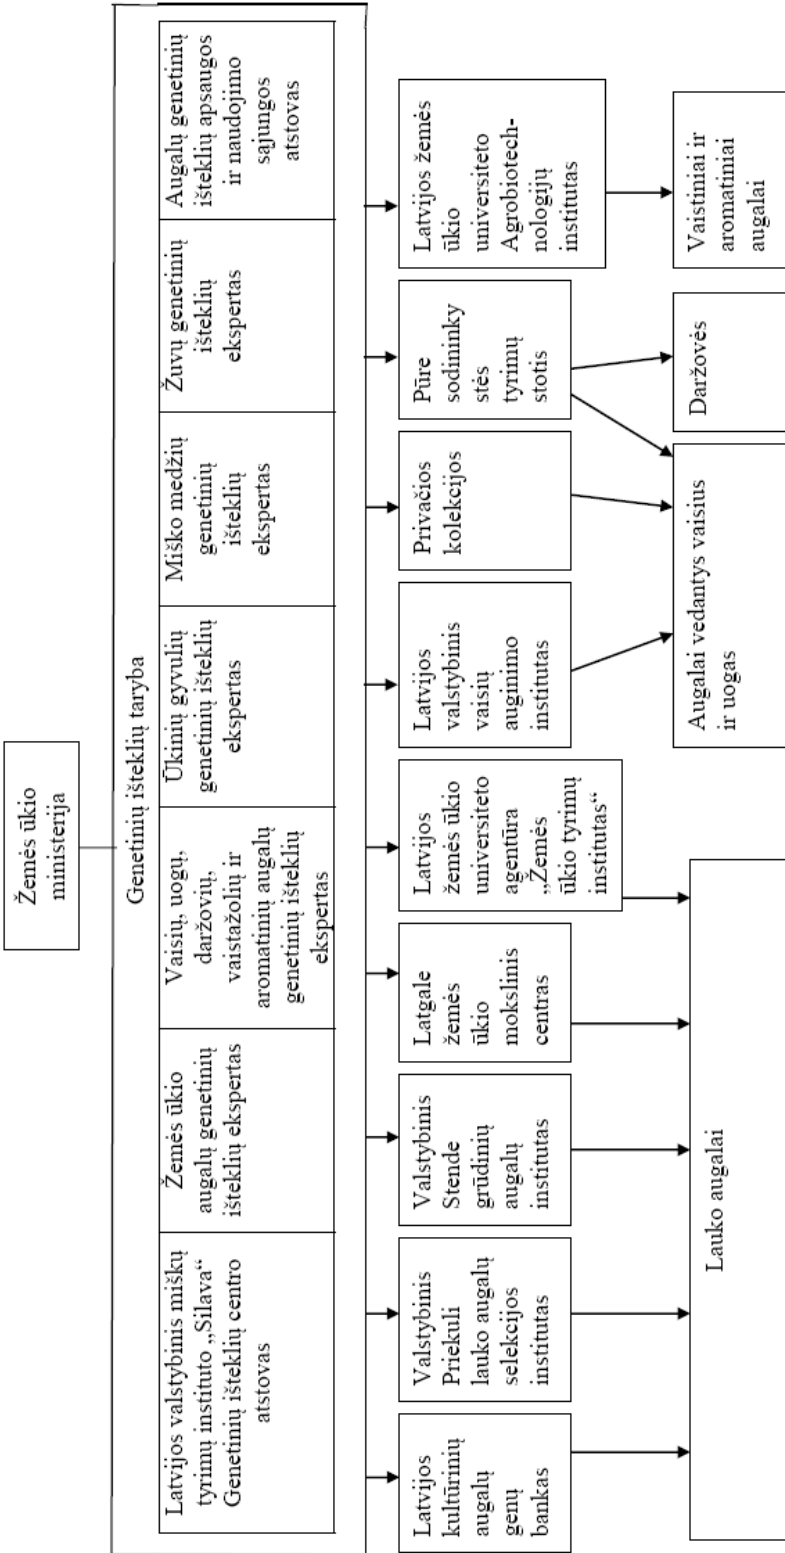 Žemės ūkio
ministerija
Genetinių išteklių taryba
Latvijos valstybinis miškų
tyrimų instituto „Silava“
Genetinių išteklių centro
atstovas
Žemės ūkio
augalų genetinių
išteklių ekspertas
Vaisių, uogų,
daržovių,
vaistažolių ir
aromatinių augalų
genetinių išteklių
ekspertas
Ūkinių gyvulių
genetinių išteklių
ekspertas
Miško medžių
genetinių
išteklių
ekspertas
Žuvų genetinių
išteklių
ekspertas
Augalų genetinių
išteklių apsaugos
ir naudojimo
sąjungos
atstovas
Latvijos
kultūrinių
augalų
genų
bankas
Valstybinis
Priekuli
lauko augalų
selekcijos
institutas
Valstybinis
Stende
grūdinių
augalų
institutas
Latgale
žemės
ūkio
mokslinis
centras
Latvijos
žemės ūkio
universiteto
agentūra
„Žemės
ūkio tyrimų
institutas“
Latvijos
valstybinis
vaisių
auginimo
institutas
Privačios
kolekcijos
Pūre
sodininky
stės
tyrimų
stotis
Latvijos žemės
ūkio
universiteto
Agrobiotech-
nologijų
institutas
Lauko augalai
Augalai vedantys vaisius
ir uogas
Daržovės
Vaistiniai ir
aromatiniai
augalai